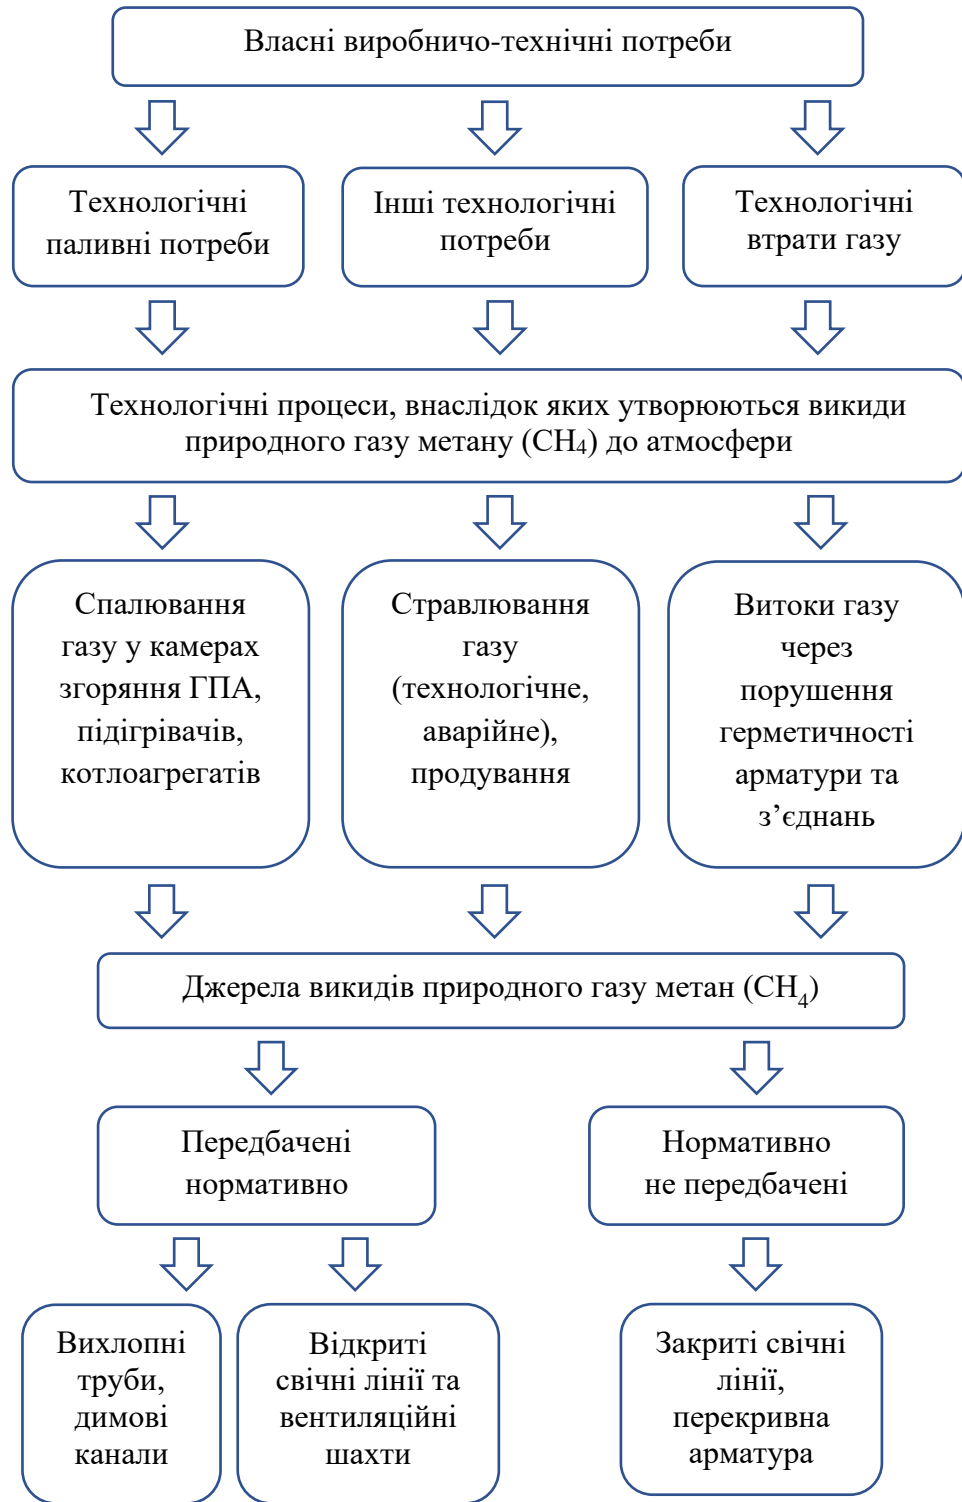 Власні виробничо-технічні потреби
Технологічні
паливні потреби
Інші технологічні
потреби
Технологічні
втрати газу
Технологічні процеси, внаслідок яких утворюються викиди
природного газу метану (CH₄) до атмосфери
Спалювання
газу у камерах
згоряння ГПА,
підігрівачів,
котлоагрегатів
Стравлювання
газу
(технологічне,
аварійне),
продування
Витоки газу
через
порушення
герметичності
арматури та
з’єднань
Джерела викидів природного газу метан (CH₄)
Передбачені
нормативно
Нормативно
не передбачені
Вихлопні
труби,
димові
канали
Відкриті
свічні лінії та
вентиляційні
шахти
Закриті свічні
лінії,
перекривна
арматура